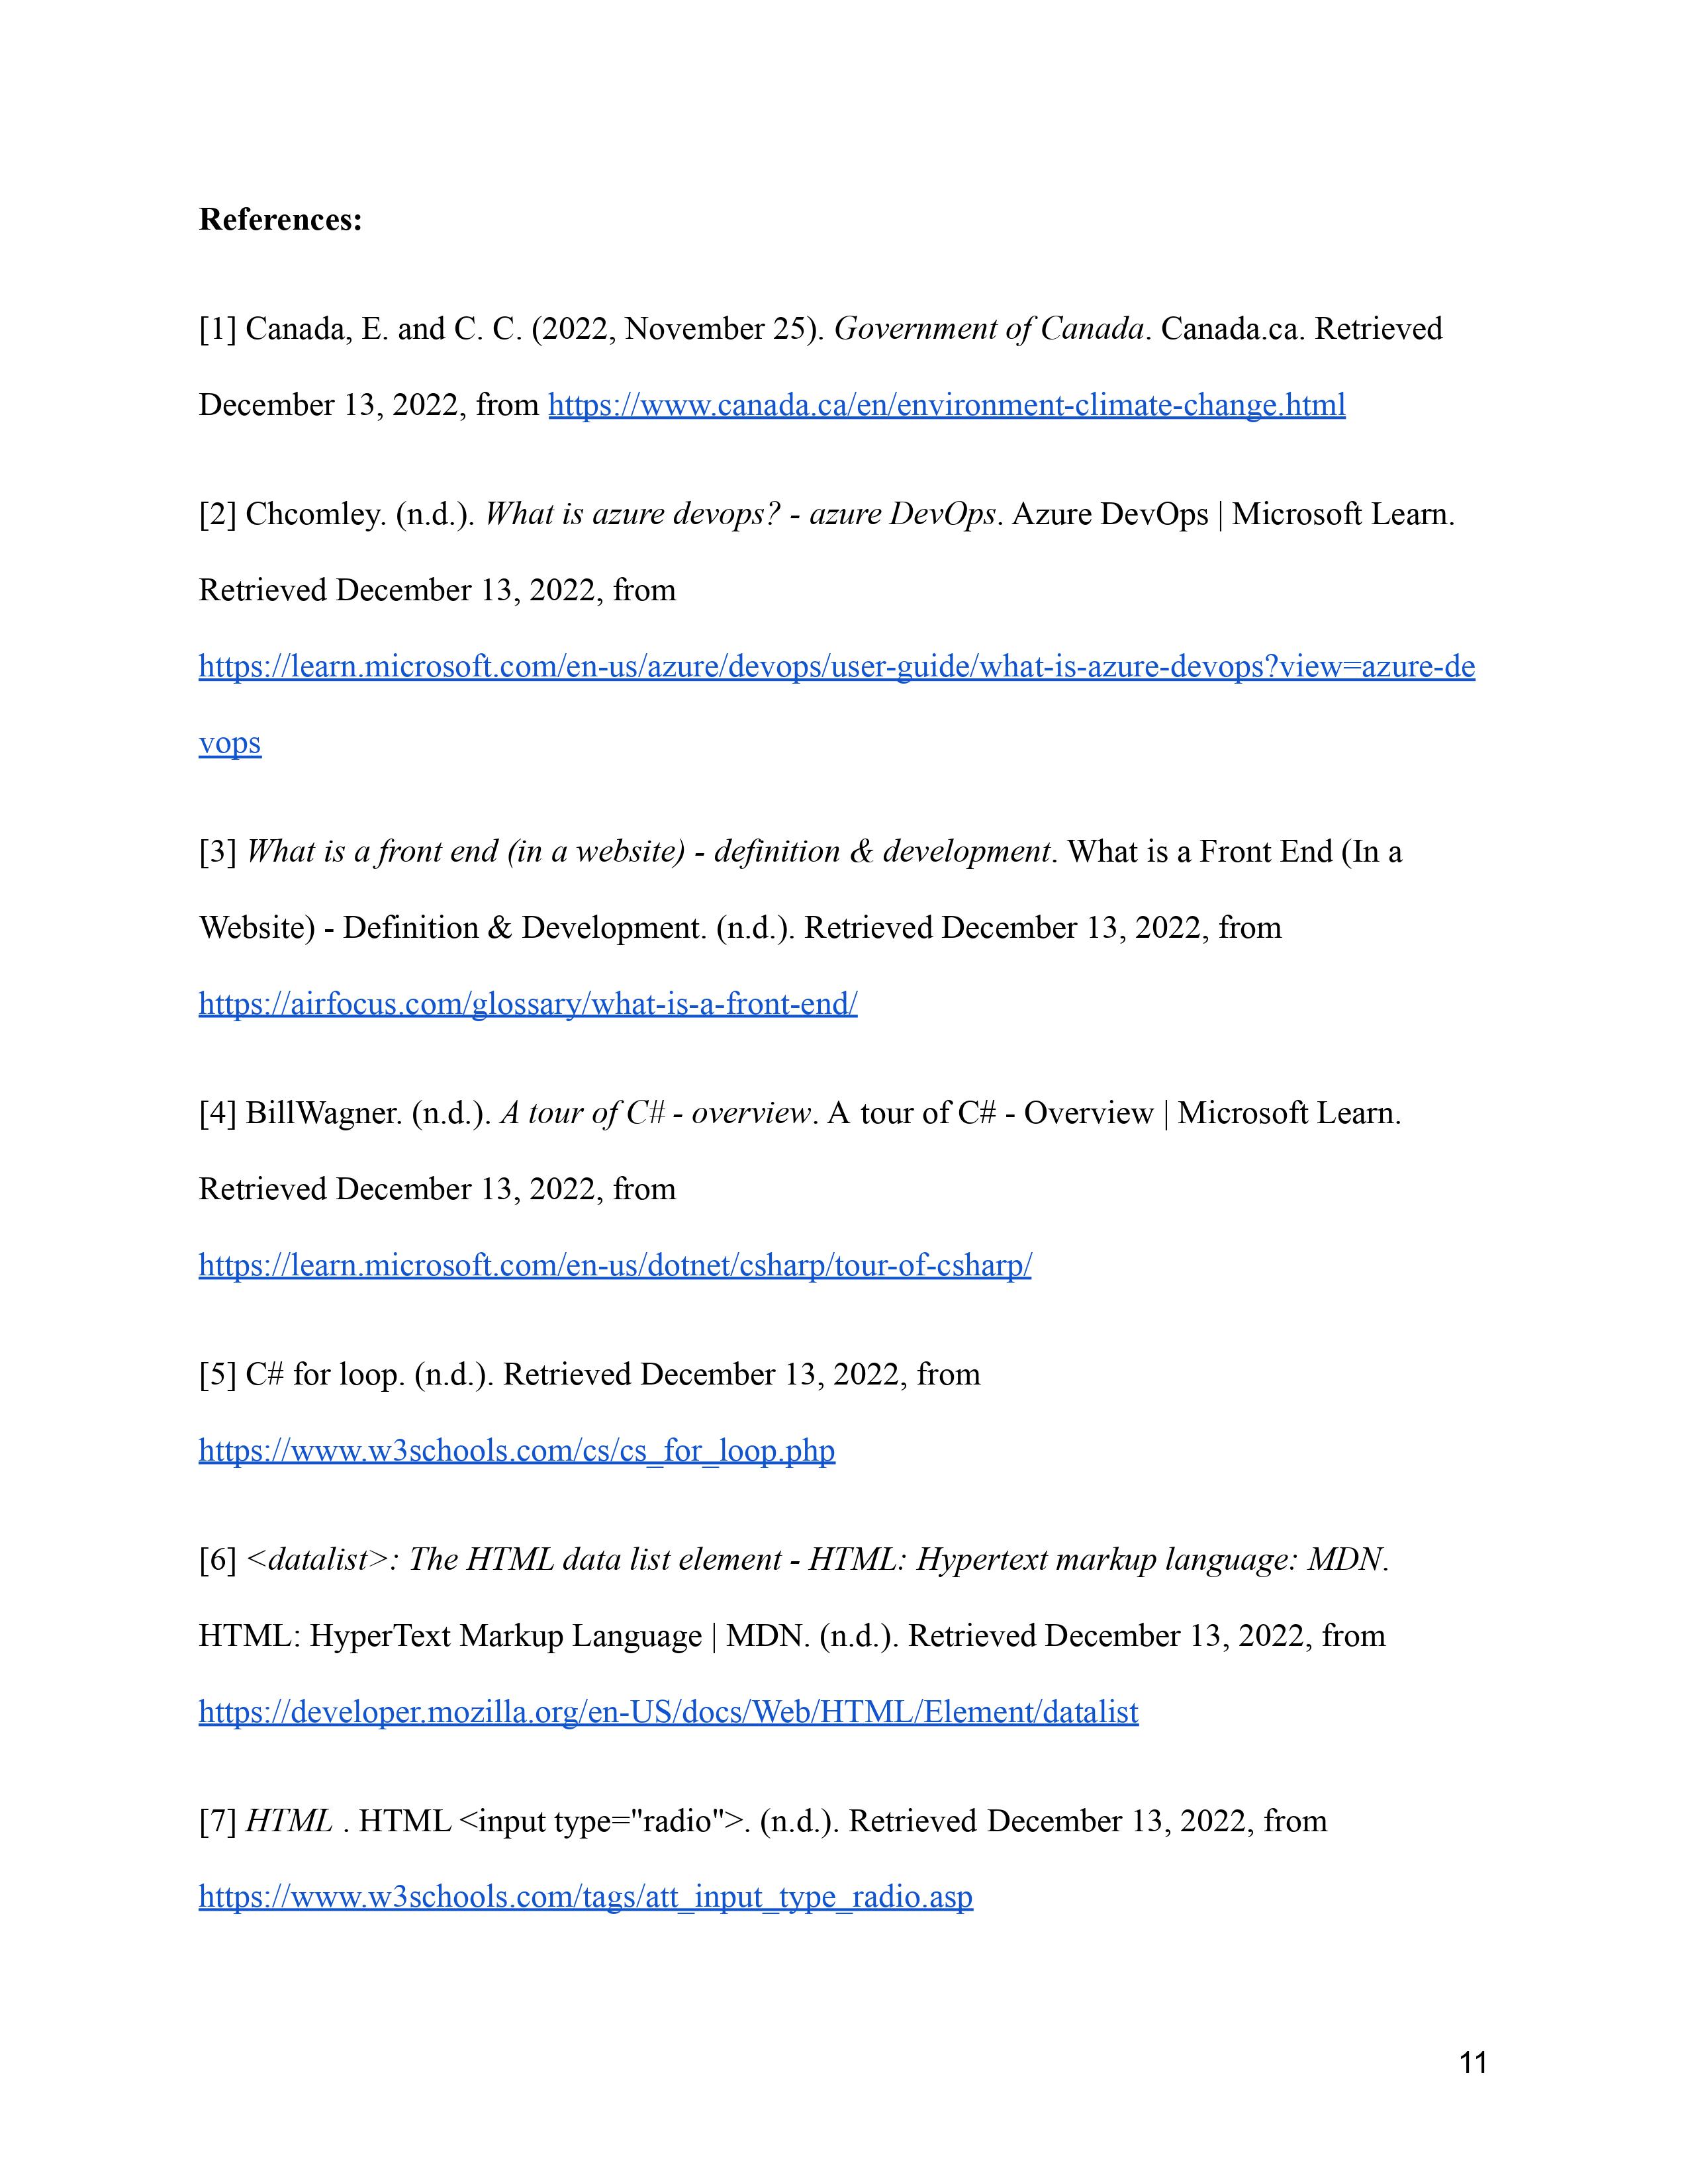 References:
[1] Canada, E. and C. C. (2022, November 25). Government of Canada. Canada.ca. Retrieved
December 13, 2022, from https://www.canada.ca/en/environment-climate-change.html
[2] Chcomley. (n.d.). What is azure devops? - azure DevOps. Azure DevOps | Microsoft Learn.
Retrieved December 13, 2022, from
https://learn.microsoft.com/en-us/azure/devops/user-guide/what-is-azure-devops?view=azure-de
vops
[3] What is a front end (in a website) - definition & development. What is a Front End (In a
Website) - Definition & Development. (n.d.). Retrieved December 13, 2022, from
https://airfocus.com/glossary/what-is-a-front-end/
[4] BillWagner. (n.d.). A tour of C# - overview. A tour of C# - Overview | Microsoft Learn.
Retrieved December 13, 2022, from
https://learn.microsoft.com/en-us/dotnet/csharp/tour-of-csharp/
[5] C# for loop. (n.d.). Retrieved December 13, 2022, from
https://www.w3schools.com/cs/cs_for_loop.php
[6] <datalist>: The HTML data list element - HTML: Hypertext markup language: MDN.
HTML: HyperText Markup Language | MDN. (n.d.). Retrieved December 13, 2022, from
https://developer.mozilla.org/en-US/docs/Web/HTML/Element/datalist
[7] HTML . HTML <input type="radio">. (n.d.). Retrieved December 13, 2022, from
https://www.w3schools.com/tags/att_input_type_radio.asp
11